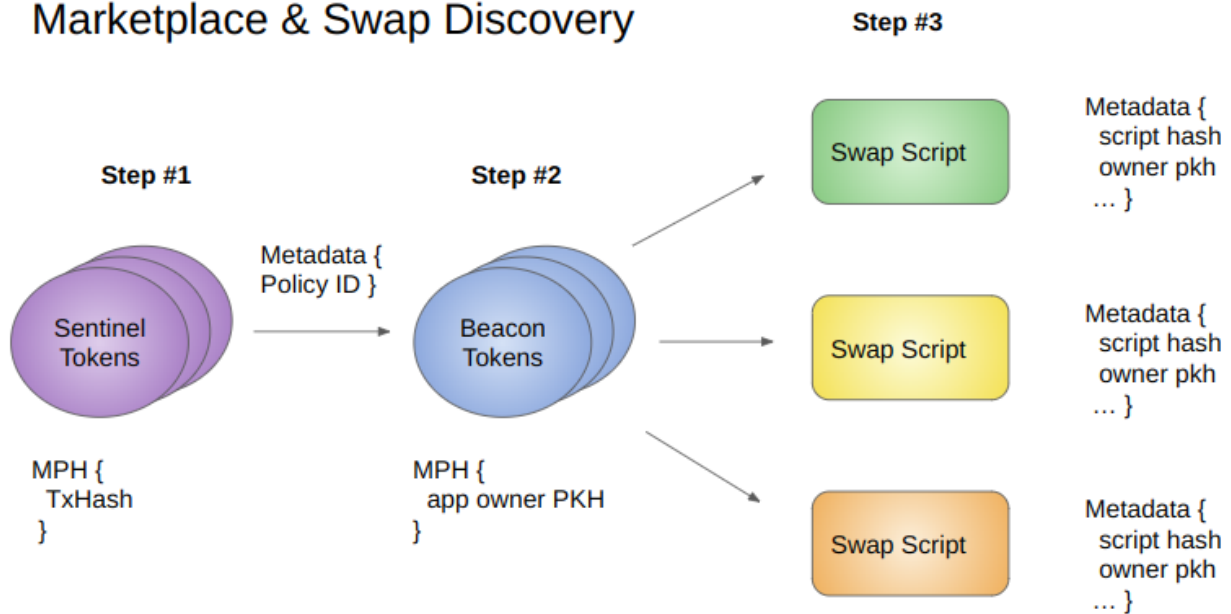 Marketplace & Swap Discovery
Step #1
Sentinel
Tokens
MPH {
TxHash
}
Metadata {
Policy ID }
Step #2
Beacon
Tokens
MPH {
app owner PKH
}
Step #3
Swap Script
Metadata {
script hash
owner pkh
… }
Swap Script
Metadata {
script hash
owner pkh
… }
Swap Script
Metadata {
script hash
owner pkh
… }